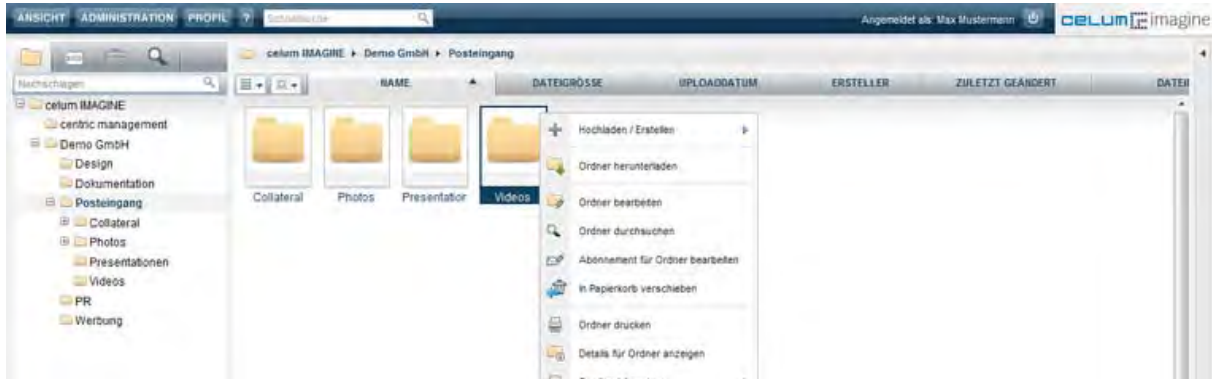 ANSICHT ADMINISTRATION PROFIL ? Angemeldet als: Max Mustermann celum imagine
celum IMAGINE Demo GmbH Posteingang
Nachschlagen NAME DATEIGRÖSSE UPLOADDATUM ERSTELLER ZULETZT GEÄNDERT DATEI
celum IMAGINE
centric management
Demo GmbH
Design
Dokumentation
Posteingang
Collateral
Photos
Presentationen
Videos
PR
Werbung
Collateral Photos Presentation Videos
Hochladen / Erstellen
Ordner herunterladen
Ordner bearbeiten
Ordner durchsuchen
Abonnement für Ordner bearbeiten
In Papierkorb verschieben
Ordner drucken
Details für Ordner anzeigen